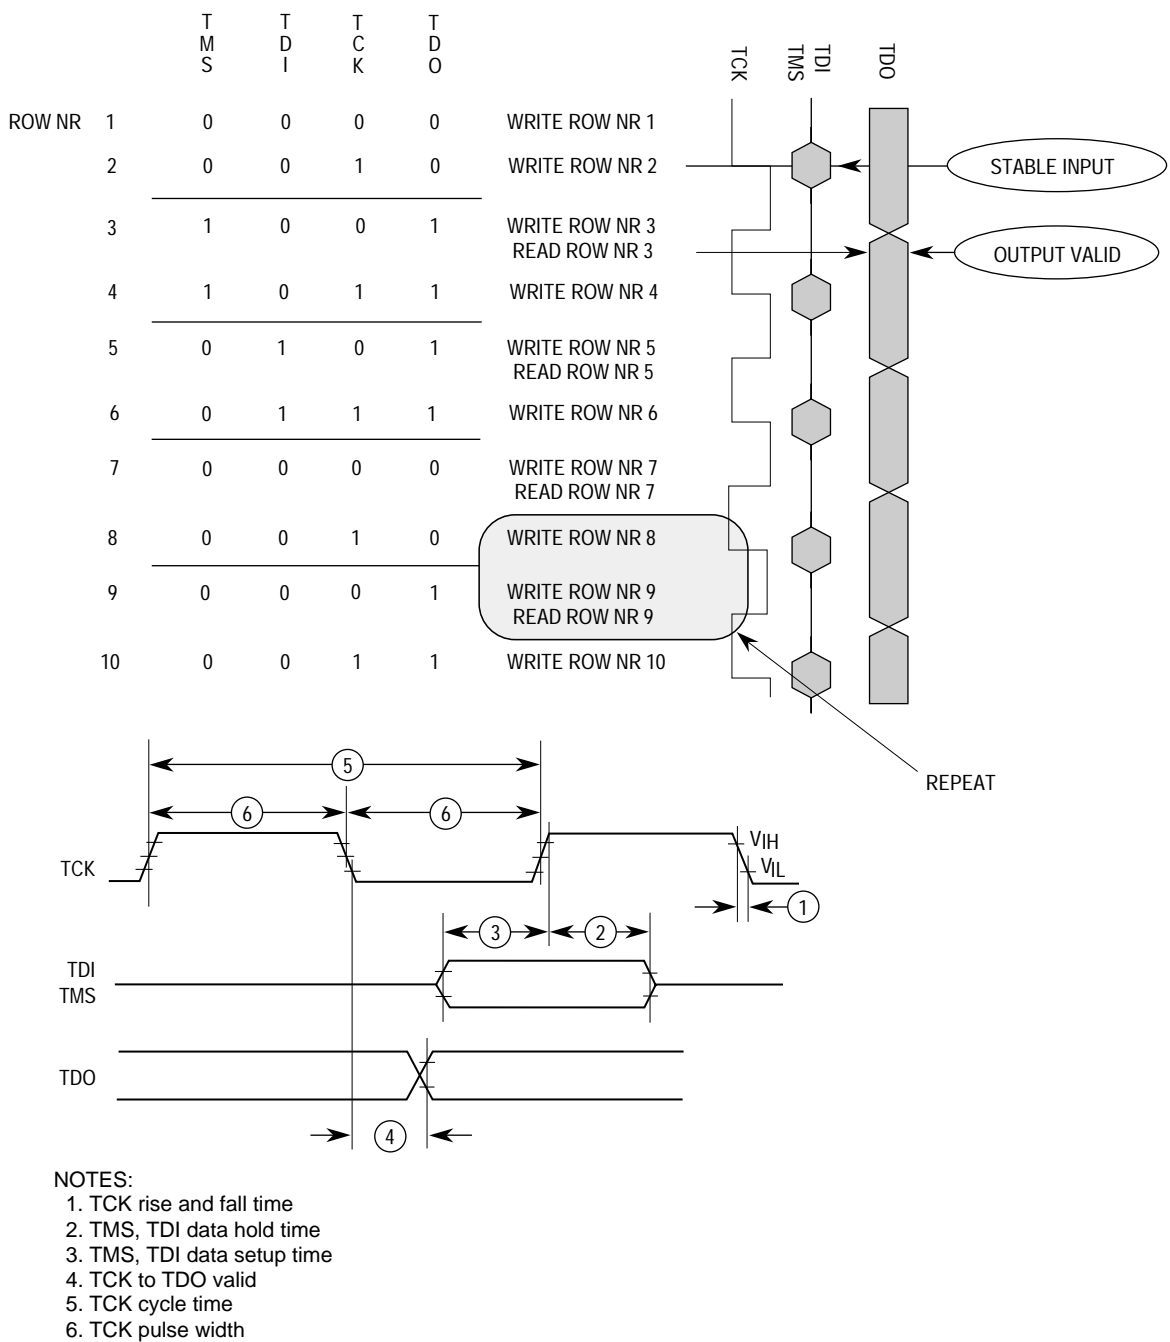 TMS TDI TCK TDO
TCK TMS TDI TDO
ROW NR 1 0 0 0 0 WRITE ROW NR 1
2 0 0 1 0 WRITE ROW NR 2
STABLE INPUT
3 1 0 0 1 WRITE ROW NR 3
READ ROW NR 3
OUTPUT VALID
4 1 0 1 1 WRITE ROW NR 4
5 0 1 0 1 WRITE ROW NR 5
READ ROW NR 5
6 0 1 1 1 WRITE ROW NR 6
7 0 0 0 0 WRITE ROW NR 7
READ ROW NR 7
8 0 0 1 0 WRITE ROW NR 8
9 0 0 0 1 WRITE ROW NR 9
READ ROW NR 9
10 0 0 1 1 WRITE ROW NR 10
REPEAT
5
6 6
TCK
VIH
VIL
1
3 2
TDI
TMS
TDO
4
NOTES:
1. TCK rise and fall time
2. TMS, TDI data hold time
3. TMS, TDI data setup time
4. TCK to TDO valid
5. TCK cycle time
6. TCK pulse width